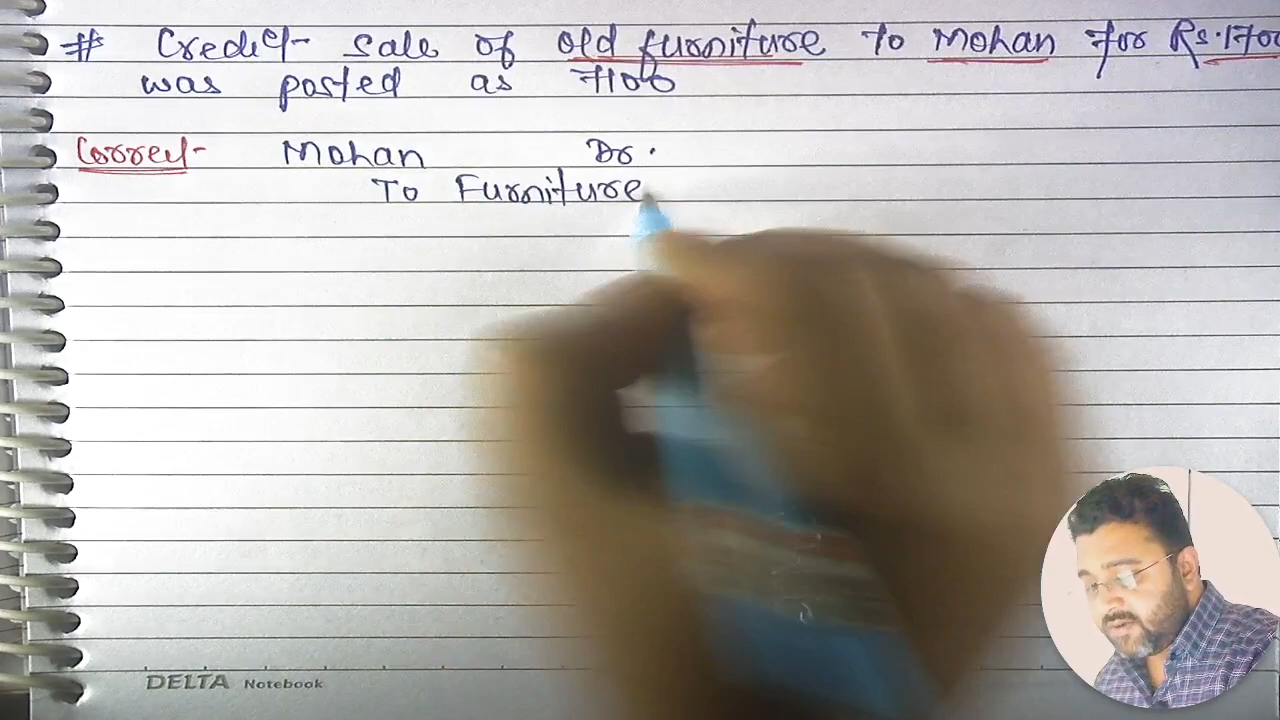 # Credit sale of old furniture to Mohan for Rs. 1700
was posted as 7100
Correct Mohan Dr.
To Furniture
DELTA Notebook